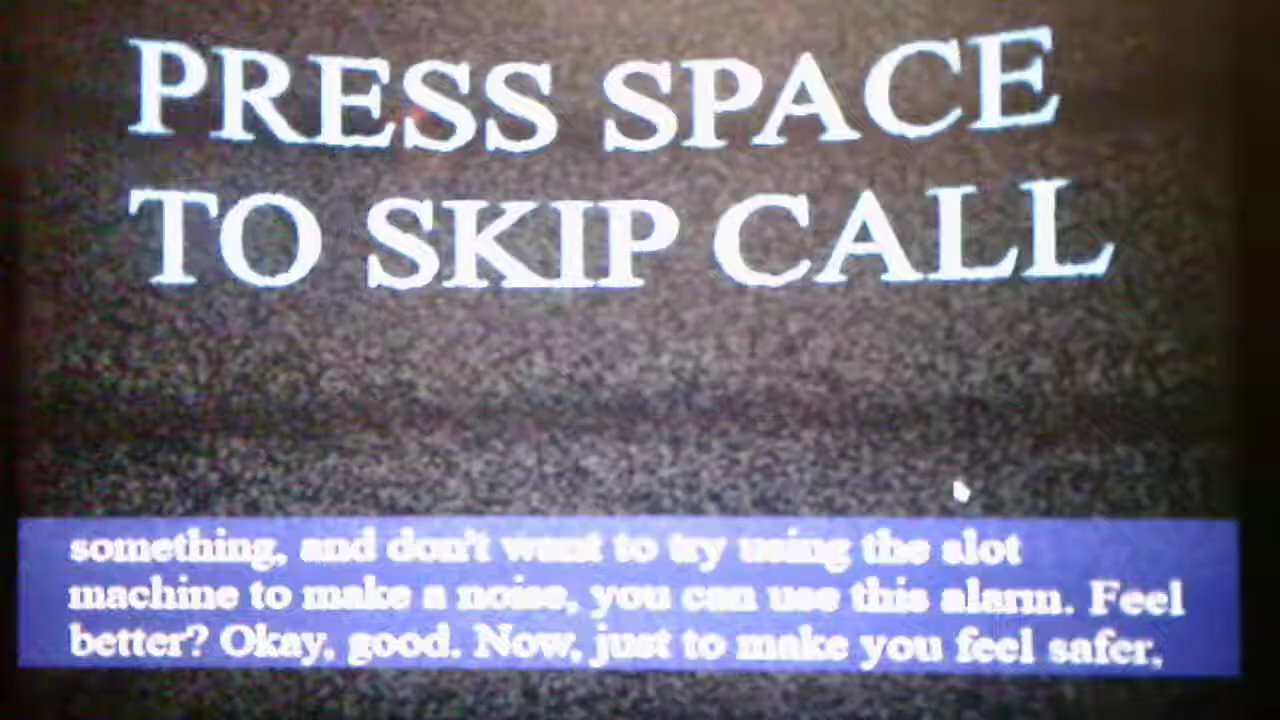 PRESS SPACE
TO SKIP CALL
something, and don't want to try using the slot
machine to make a noise, you can use this alarm. Feel
better? Okay, good. Now, just to make you feel safer,